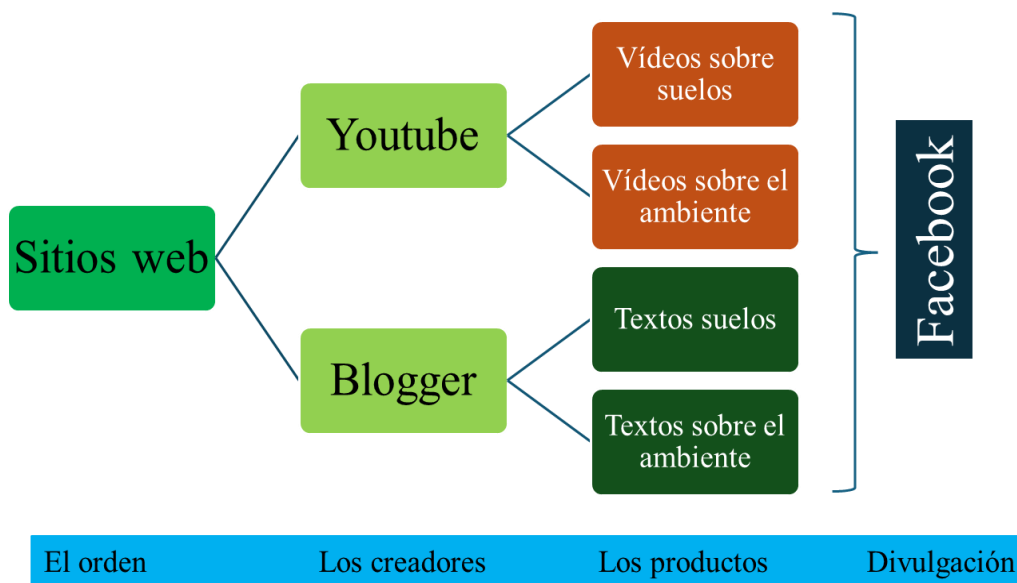 Sitios web
Youtube
Blogger
Vídeos sobre
suelos
Vídeos sobre el
ambiente
Textos suelos
Textos sobre el
ambiente
Facebook
El orden
Los creadores
Los productos
Divulgación